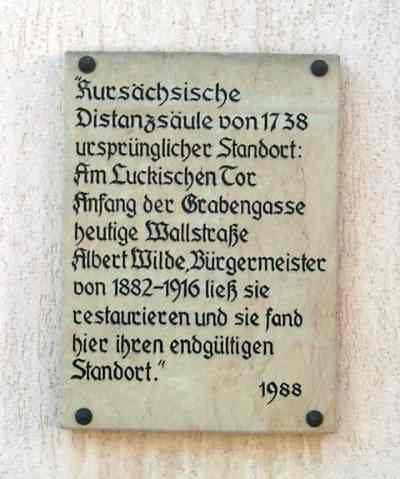 "Kursächsische
Distanzsäule von 1738
ursprünglicher Standort:
Am Luckischen Tor
Anfang der Grabengasse
heutige Wallstraße
Albert Wilde, Bürgermeister
von 1882-1916 ließ sie
restaurieren und sie fand
hier ihren endgültigen
Standort."
1988